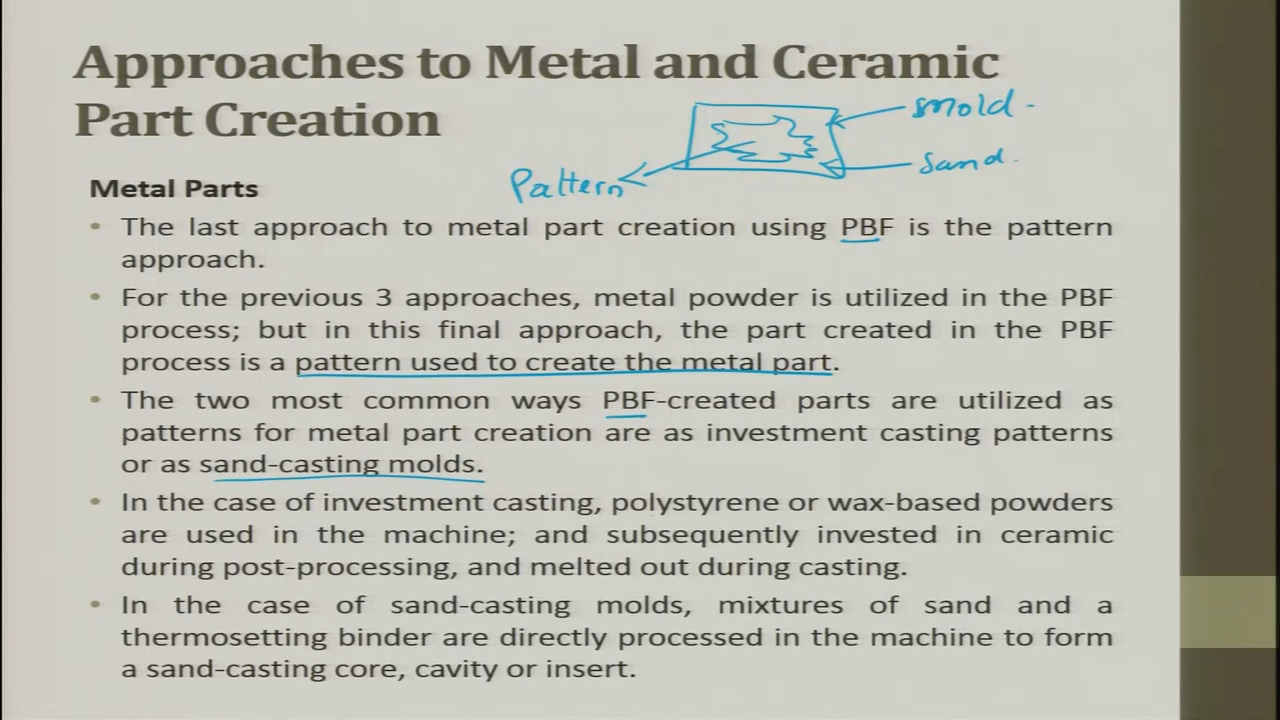 Approaches to Metal and Ceramic
Part Creation
mold.
sand.
Pattern
Metal Parts
• The last approach to metal part creation using PBF is the pattern
approach.
• For the previous 3 approaches, metal powder is utilized in the PBF
process; but in this final approach, the part created in the PBF
process is a pattern used to create the metal part.
• The two most common ways PBF-created parts are utilized as
patterns for metal part creation are as investment casting patterns
or as sand-casting molds.
• In the case of investment casting, polystyrene or wax-based powders
are used in the machine; and subsequently invested in ceramic
during post-processing, and melted out during casting.
• In the case of sand-casting molds, mixtures of sand and a
thermosetting binder are directly processed in the machine to form
a sand-casting core, cavity or insert.